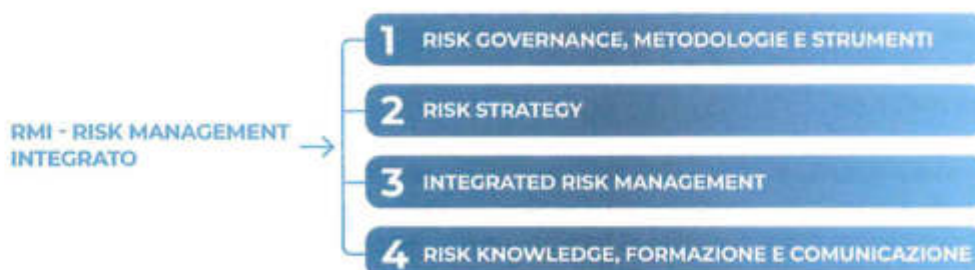 RMI - RISK MANAGEMENT
INTEGRATO
1 RISK GOVERNANCE, METODOLOGIE E STRUMENTI
2 RISK STRATEGY
3 INTEGRATED RISK MANAGEMENT
4 RISK KNOWLEDGE, FORMAZIONE E COMUNICAZIONE